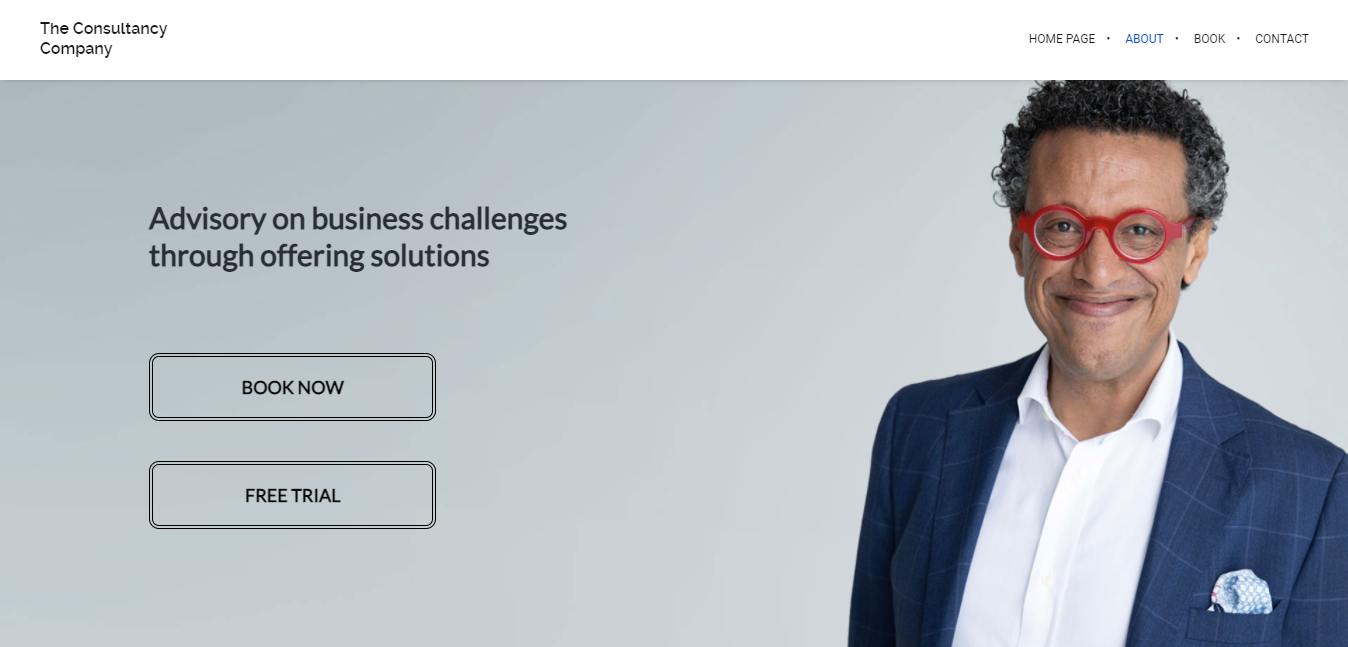 The Consultancy
Company
HOME PAGE • ABOUT • BOOK • CONTACT
Advisory on business challenges
through offering solutions
BOOK NOW
FREE TRIAL